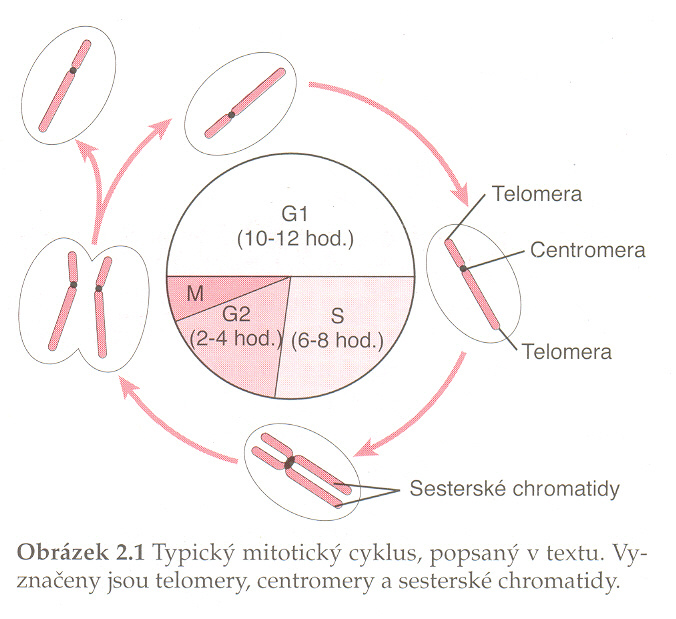 G1
(10-12 hod.)
M
G2
(2-4 hod.)
S
(6-8 hod.)
Telomera
Centromera
Telomera
Sesterské chromatidy
Obrázek 2.1 Typický mitotický cyklus, popsaný v textu. Vy-
značeny jsou telomery, centromery a sesterské chromatidy.